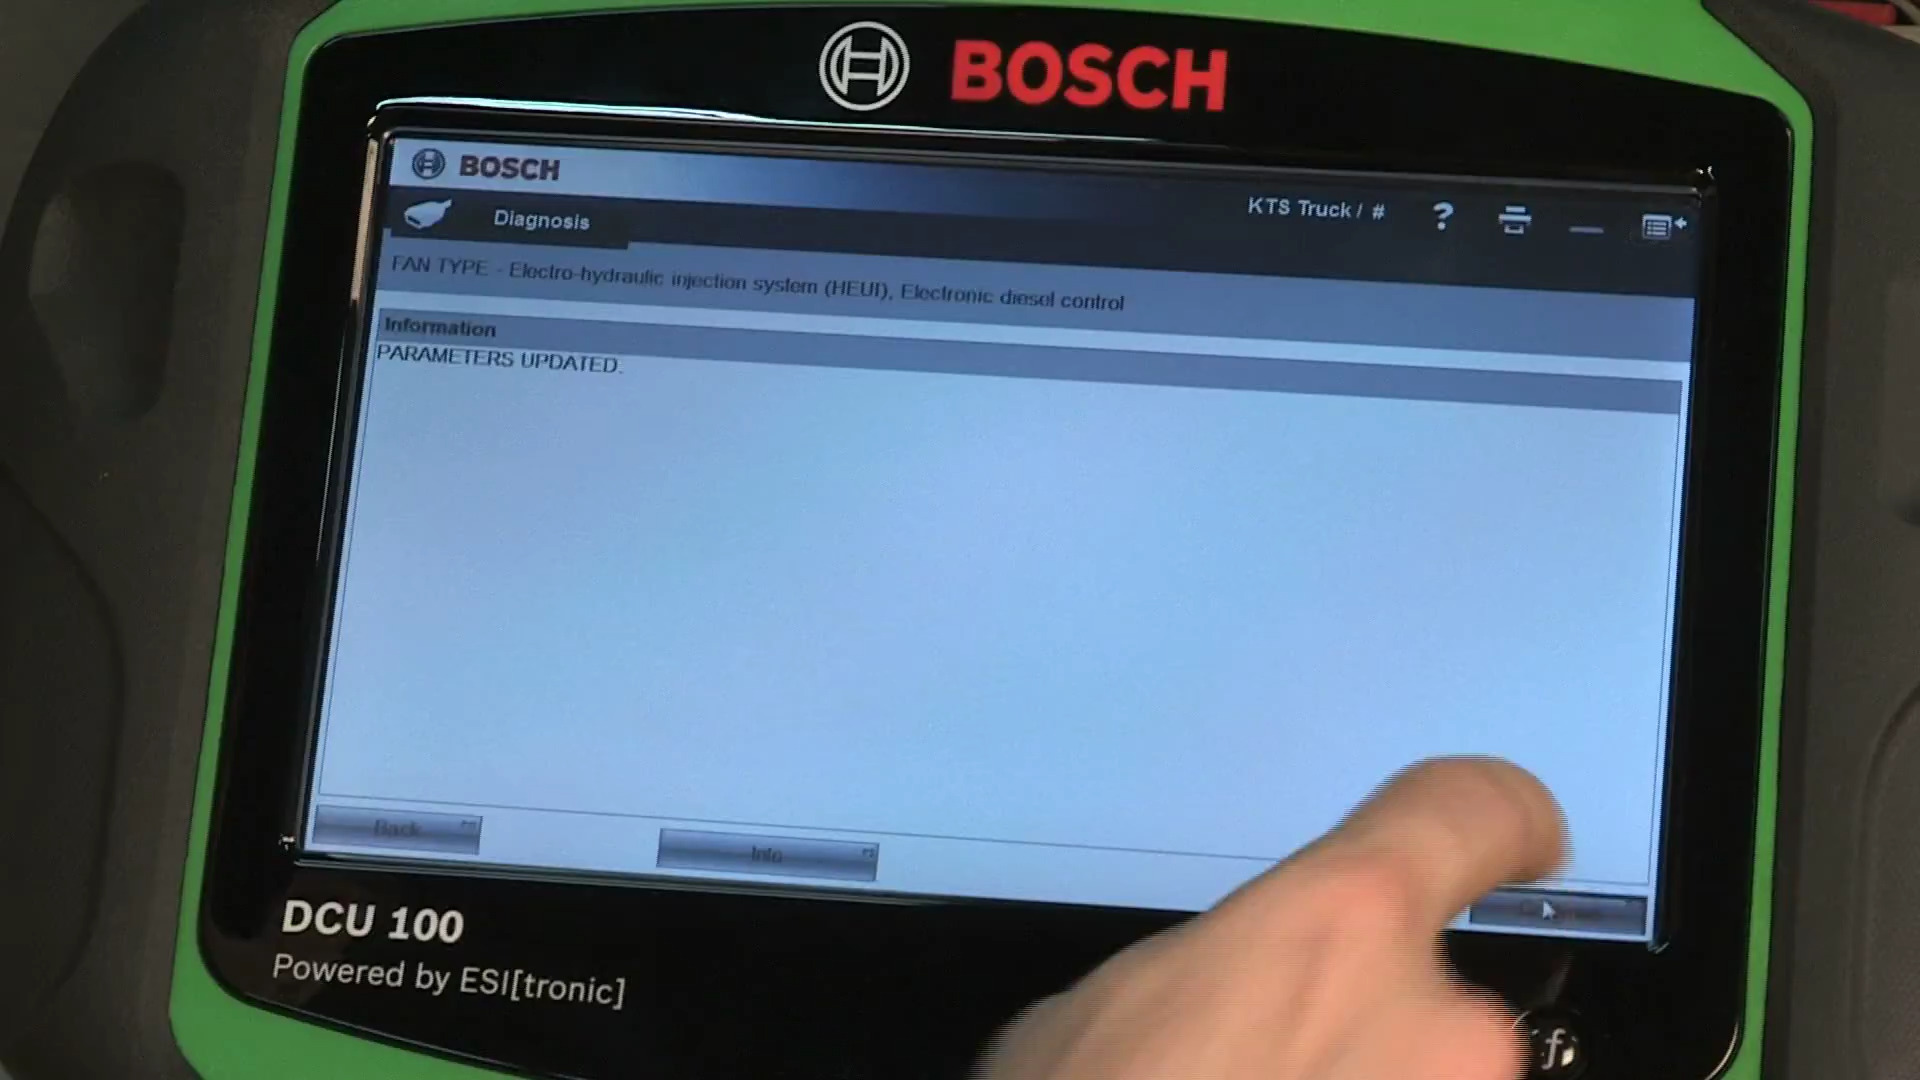 BOSCH
BOSCH
KTS Truck / #
?
Diagnosis
FAN TYPE - Electro-hydraulic injection system (HEUI), Electronic diesel control
Information
PARAMETERS UPDATED.
Back
Info
DCU 100
Powered by ESI[tronic]
f